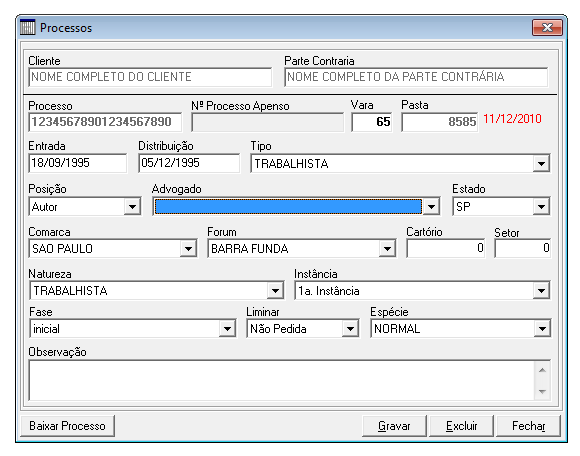 Processos
Cliente Parte Contraria
NOME COMPLETO DO CLIENTE NOME COMPLETO DA PARTE CONTRÁRIA
Processo Nº Processo Apenso Vara Pasta
12345678901234567890 65 8585 11/12/2010
Entrada Distribuição Tipo
18/09/1995 05/12/1995 TRABALHISTA
Posição Advogado Estado
Autor SP
Comarca Forum Cartório Setor
SAO PAULO BARRA FUNDA 0 0
Natureza Instância
TRABALHISTA 1a. Instância
Fase Liminar Espécie
inicial Não Pedida NORMAL
Observação
Baixar Processo Gravar Excluir Fechar